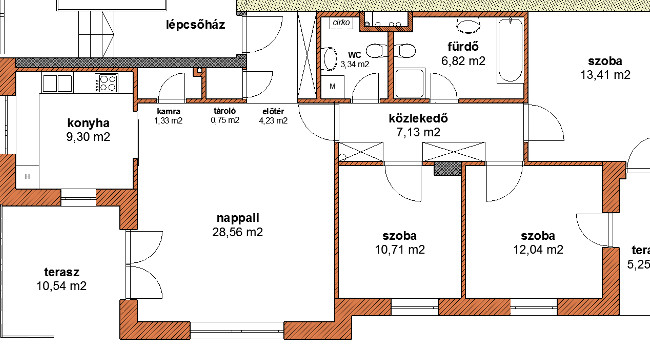 lépcsőház
cirko
WC
3,34 m2
fürdő
6,82 m2
szoba
13,41 m2
M
kamra
1,33 m2
tároló
0,75 m2
előtér
4,23 m2
közlekedő
7,13 m2
konyha
9,30 m2
H
nappali
28,56 m2
szoba
10,71 m2
szoba
12,04 m2
terasz
10,54 m2
tera
5,25